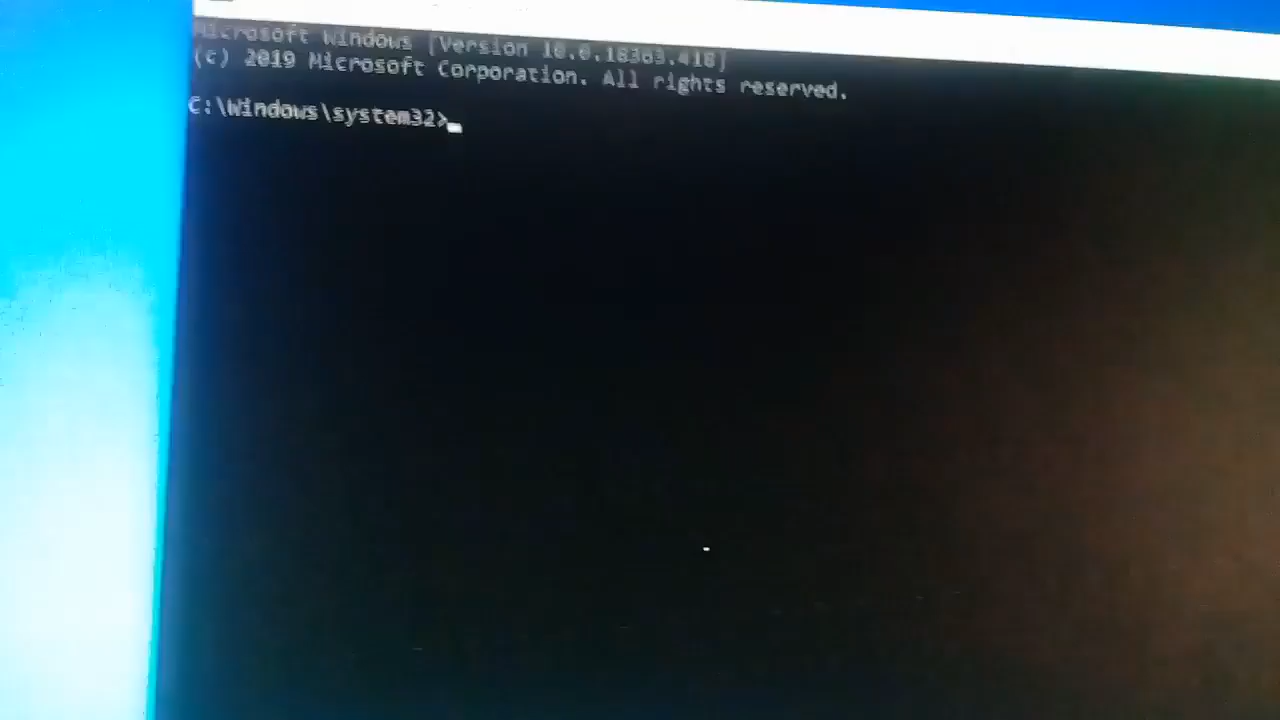 Microsoft Windows [Version 10.0.18363.418]
(c) 2019 Microsoft Corporation. All rights reserved.
C:\Windows\system32>